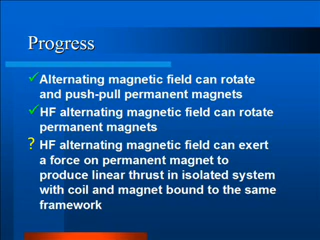 Progress
✓Alternating magnetic field can rotate
and push-pull permanent magnets
✓HF alternating magnetic field can rotate
permanent magnets
? HF alternating magnetic field can exert
a force on permanent magnet to
produce linear thrust in isolated system
with coil and magnet bound to the same
framework